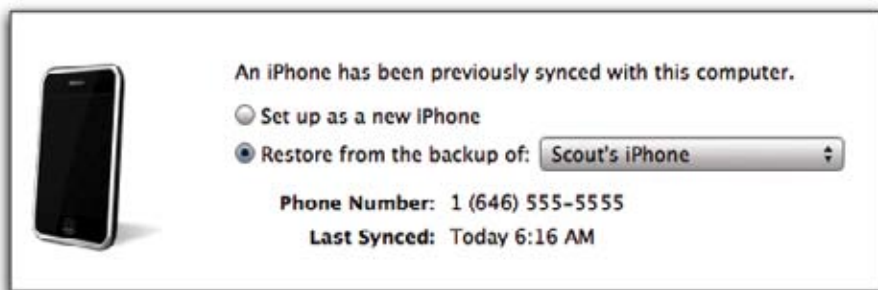 An iPhone has been previously synced with this computer.
Set up as a new iPhone
Restore from the backup of: Scout's iPhone
Phone Number: 1 (646) 555-5555
Last Synced: Today 6:16 AM